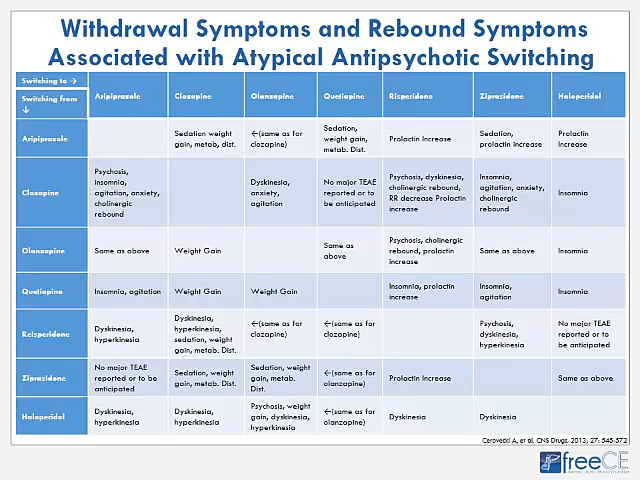 Withdrawal Symptoms and Rebound Symptoms
Associated with Atypical Antipsychotic Switching
Switching to →
Switching from
↓
Aripiprazole
Clozapine
Olanzapine
Quetiapine
Risperidone
Ziprasidone
Haloperidol
Aripiprazole
Sedation weight
gain, metab, dist.
←(same as for
clozapine)
Sedation,
weight gain,
metab. Dist.
Prolactin Increase
Sedation,
prolactin increase
Prolactin
Increase
Clozapine
Psychosis,
insomnia,
agitation, anxiety,
cholinergic
rebound
Dyskinesia,
anxiety,
agitation
No major TEAE
reported or to
be anticipated
Psychosis, dyskinesia,
cholinergic rebound,
RR decrease Prolactin
increase
Insomnia,
agitation, anxiety,
cholinergic
rebound
Insomnia
Olanzapine
Same as above
Weight Gain
Same as
above
Psychosis, cholinergic
rebound, prolactin
increase
Same as above
Insomnia
Quetiapine
Insomnia, agitation
Weight Gain
Weight Gain
Insomnia, prolactin
increase
Insomnia,
agitation
Insomnia
Reisperidone
Dyskinesia,
hyperkinesia
Dyskinesia,
hyperkinesia,
sedation, weight
gain, metab. Dist.
←(same as for
clozapine)
←(same as for
clozapine)
Psychosis,
dyskinesia,
hyperkinesia
No major TEAE
reported or to
be anticipated
Ziprasidone
No major TEAE
reported or to be
anticipated
Sedation, weight
gain, metab. Dist.
Sedation, weight
gain, metab.
Dist.
←(same as for
olanzapine)
Prolactin Increase
Same as above
Haloperidol
Dyskinesia,
hyperkinesia
Dyskinesia,
hyperkinesia
Psychosis, weight
gain, dyskinesia,
hyperkinesia
←(same as for
olanzapine)
Dyskinesia
Dyskinesia
Cerovecki A, et al. CNS Drugs, 2013; 27: 545-572
freeCE